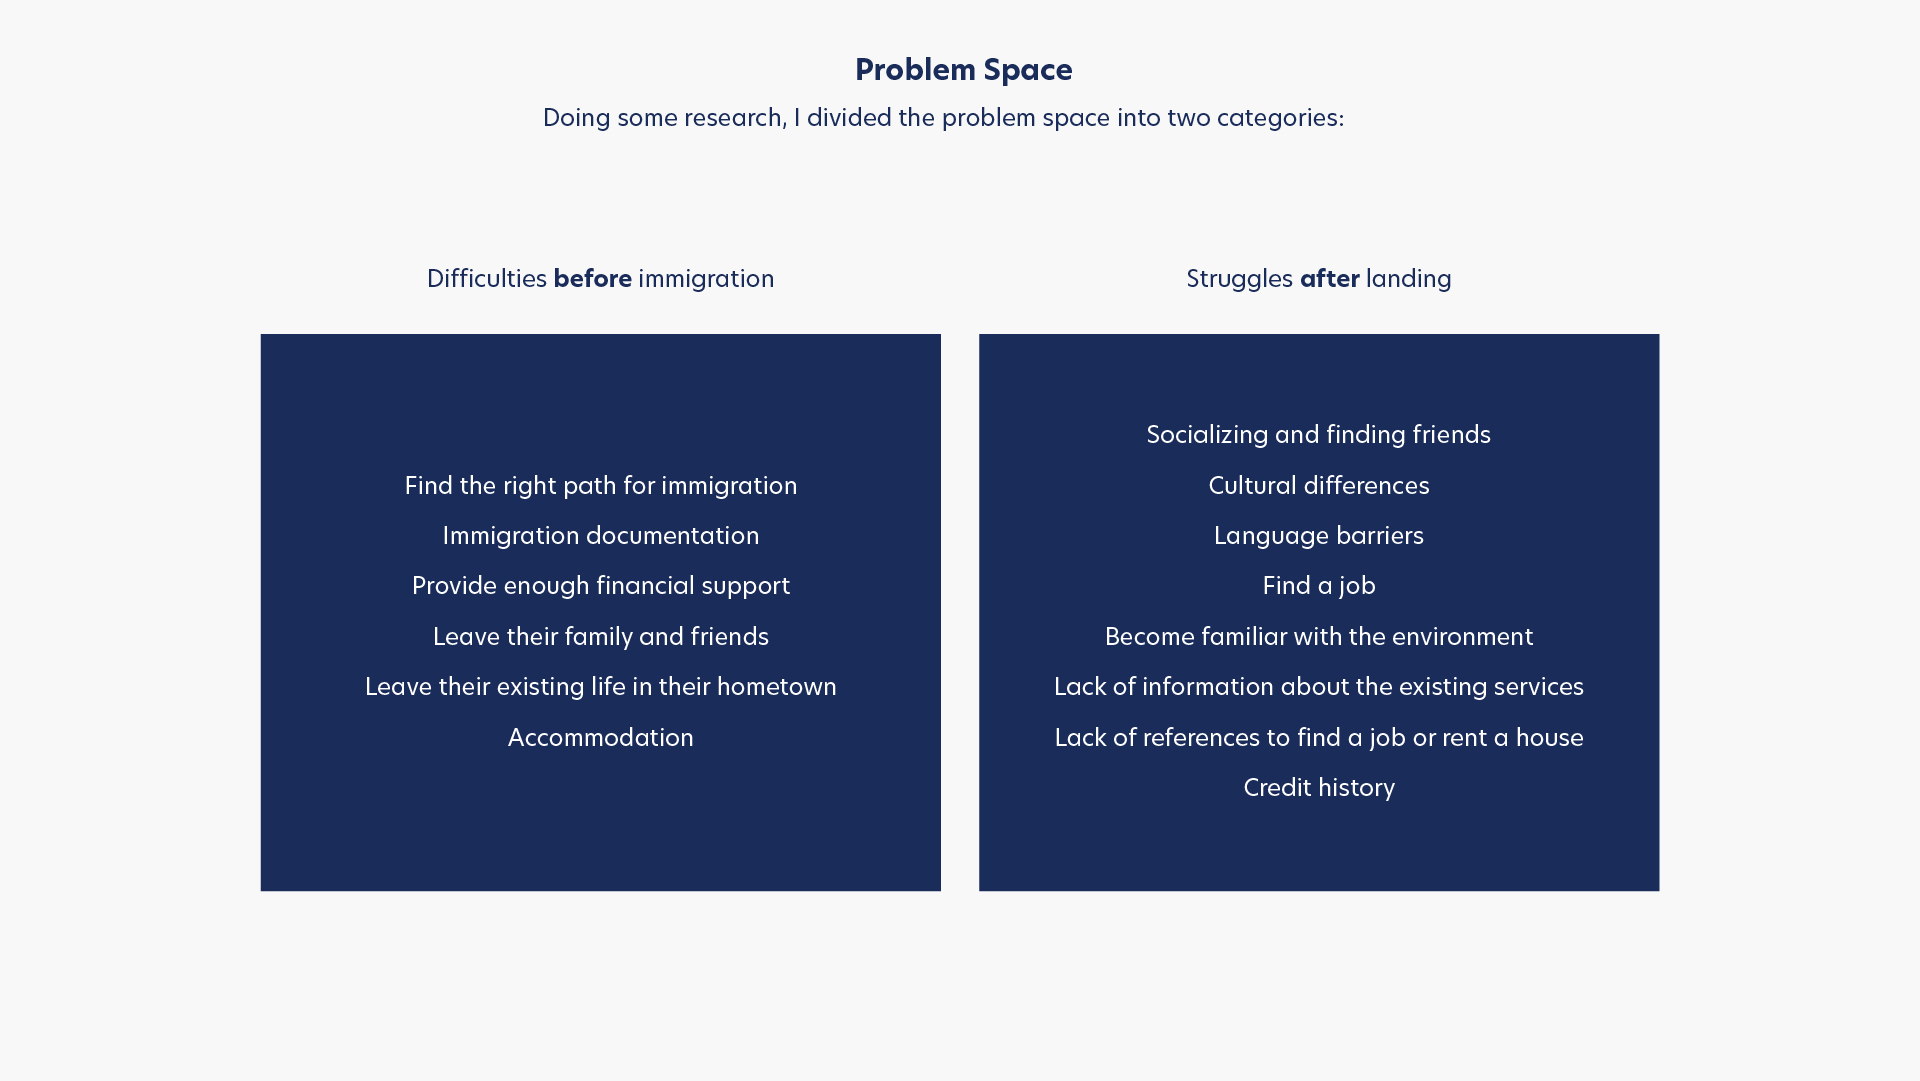 Problem Space
Doing some research, I divided the problem space into two categories:
Difficulties before immigration
Find the right path for immigration
Immigration documentation
Provide enough financial support
Leave their family and friends
Leave their existing life in their hometown
Accommodation
Struggles after landing
Socializing and finding friends
Cultural differences
Language barriers
Find a job
Become familiar with the environment
Lack of information about the existing services
Lack of references to find a job or rent a house
Credit history